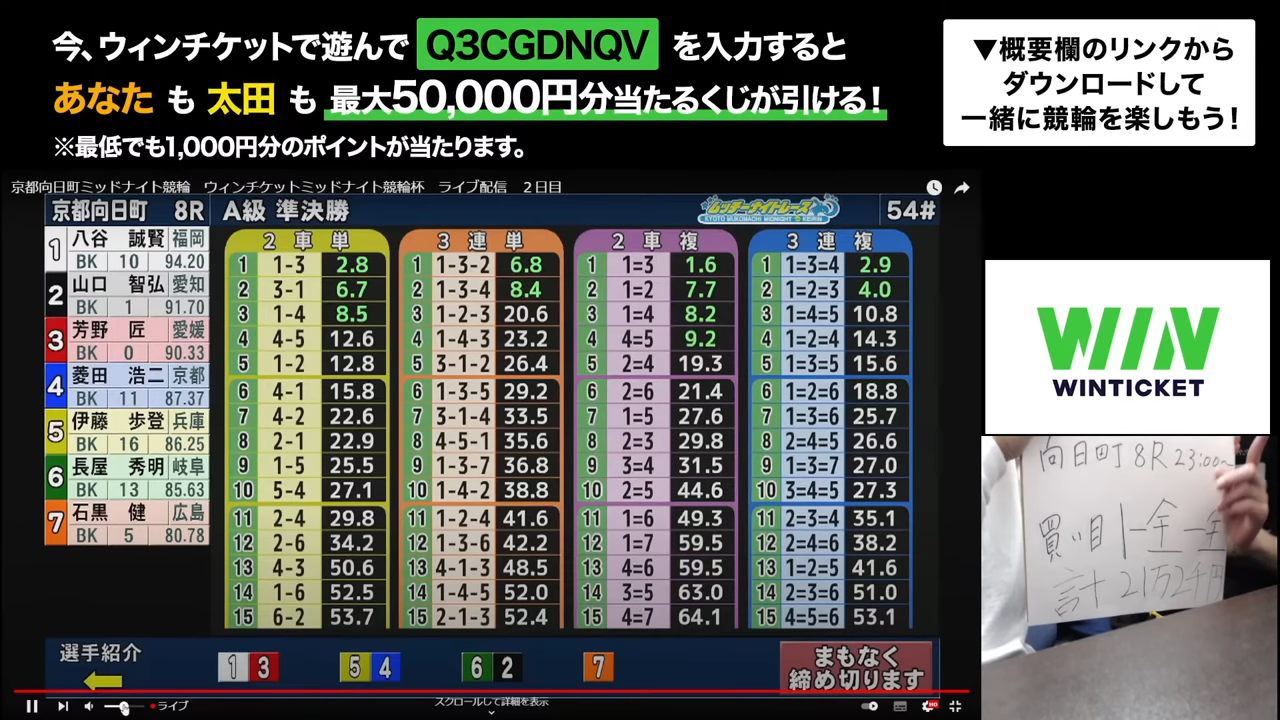 今、ウィンチケットで遊んで Q3CGDNQV を入力すると
あなた も 太田 も 最大50,000円分当たるくじが引ける!
※最低でも1,000円分のポイントが当たります。
▼概要欄のリンクから
ダウンロードして
一緒に競輪を楽しもう!
京都向日町ミッドナイト競輪 ウィンチケットミッドナイト競輪杯 ライブ配信 2日目
京都向日町 8R A級 準決勝 ムッチーナイトレース KYOTO MUKOMACHI MIDNIGHT KEIRIN 54#
1 八谷 誠賢 福岡
BK 10 94.20
2 山口 智弘 愛知
BK 1 91.70
3 芳野 匠 愛媛
BK 0 90.33
4 菱田 浩二 京都
BK 11 87.37
5 伊藤 歩登 兵庫
BK 16 86.25
6 長屋 秀明 岐阜
BK 13 85.63
7 石黒 健 広島
BK 5 80.78
2車単
1 1-3 2.8
2 3-1 6.7
3 1-4 8.5
4 4-5 12.6
5 1-2 12.8
6 4-1 15.8
7 4-2 22.6
8 2-1 22.9
9 1-5 25.5
10 5-4 27.1
11 2-4 29.8
12 2-6 34.2
13 4-3 50.6
14 1-6 52.5
15 6-2 53.7
3連単
1 1-3-2 6.8
2 1-3-4 8.4
3 1-2-3 20.6
4 1-4-3 23.2
5 3-1-2 26.4
6 1-3-5 29.2
7 3-1-4 33.5
8 4-5-1 35.6
9 1-3-7 36.8
10 1-4-2 38.8
11 1-2-4 41.6
12 1-3-6 42.2
13 4-1-3 48.5
14 1-4-5 52.0
15 2-1-3 52.4
2車複
1 1=3 1.6
2 1=2 7.7
3 1=4 8.2
4 4=5 9.2
5 2=4 19.3
6 2=6 21.4
7 1=5 27.6
8 2=3 29.8
9 3=4 31.5
10 2=5 44.6
11 1=6 49.3
12 1=7 59.5
13 4=6 59.5
14 3=5 63.0
15 4=7 64.1
3連複
1 1=3=4 2.9
2 1=2=3 4.0
3 1=4=5 10.8
4 1=2=4 14.3
5 1=3=5 15.6
6 1=2=6 18.8
7 1=3=6 25.7
8 2=4=5 26.6
9 1=3=7 27.0
10 3=4=5 27.3
11 2=3=4 35.1
12 2=4=6 38.2
13 1=2=5 41.6
14 2=3=6 51.0
15 4=5=6 53.1
選手紹介
1 3 5 4 6 2 7
まもなく
締め切ります
スクロールして詳細を表示
ライブ
HD
WIN
WINTICKET
向日町 8R 23:00~
買い目 1-全-全
計 21万2千円